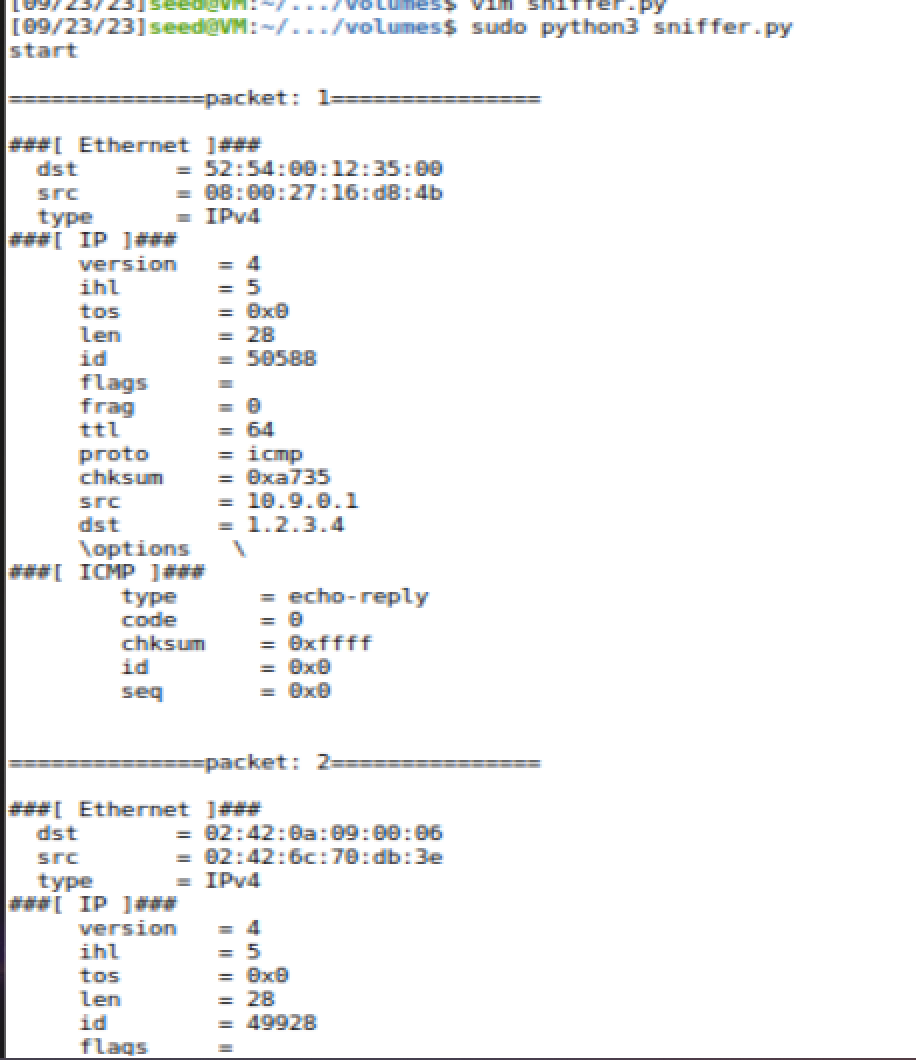 [09/23/23]seed@VM:~/.../volumes$ vim sniffer.py
[09/23/23]seed@VM:~/.../volumes$ sudo python3 sniffer.py
start

==============packet: 1===============

###[ Ethernet ]###
  dst       = 52:54:00:12:35:00
  src       = 08:00:27:16:d8:4b
  type      = IPv4
###[ IP ]###
     version   = 4
     ihl       = 5
     tos       = 0x0
     len       = 28
     id        = 50588
     flags     =
     frag      = 0
     ttl       = 64
     proto     = icmp
     chksum    = 0xa735
     src       = 10.9.0.1
     dst       = 1.2.3.4
     \options   \
###[ ICMP ]###
        type      = echo-reply
        code      = 0
        chksum    = 0xffff
        id        = 0x0
        seq       = 0x0


==============packet: 2===============

###[ Ethernet ]###
  dst       = 02:42:0a:09:00:06
  src       = 02:42:6c:70:db:3e
  type      = IPv4
###[ IP ]###
     version   = 4
     ihl       = 5
     tos       = 0x0
     len       = 28
     id        = 49928
     flags     =